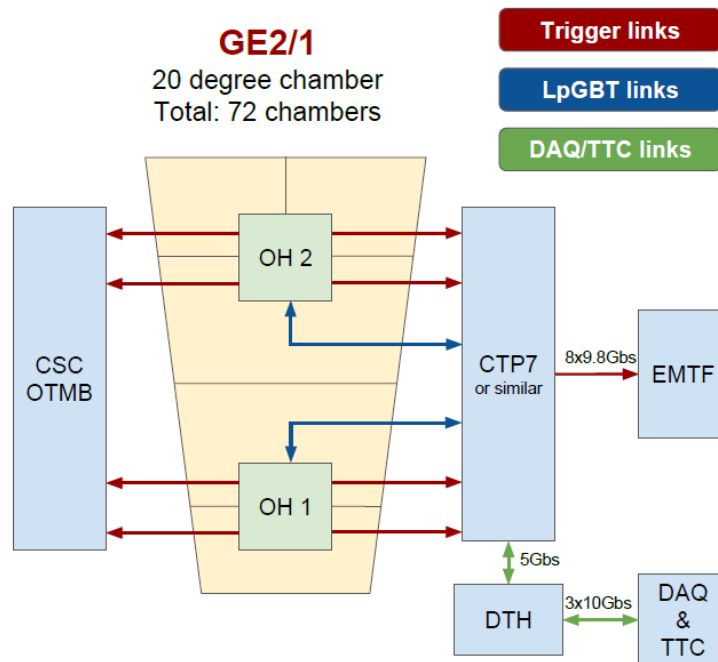 GE2/1
20 degree chamber
Total: 72 chambers
Trigger links
LpGBT links
DAQ/TTC links
CSC
OTMB
OH 2
OH 1
CTP7
or similar
8x9.8Gbs
EMTF
5Gbs
DTH
3x10Gbs
DAQ
&
TTC